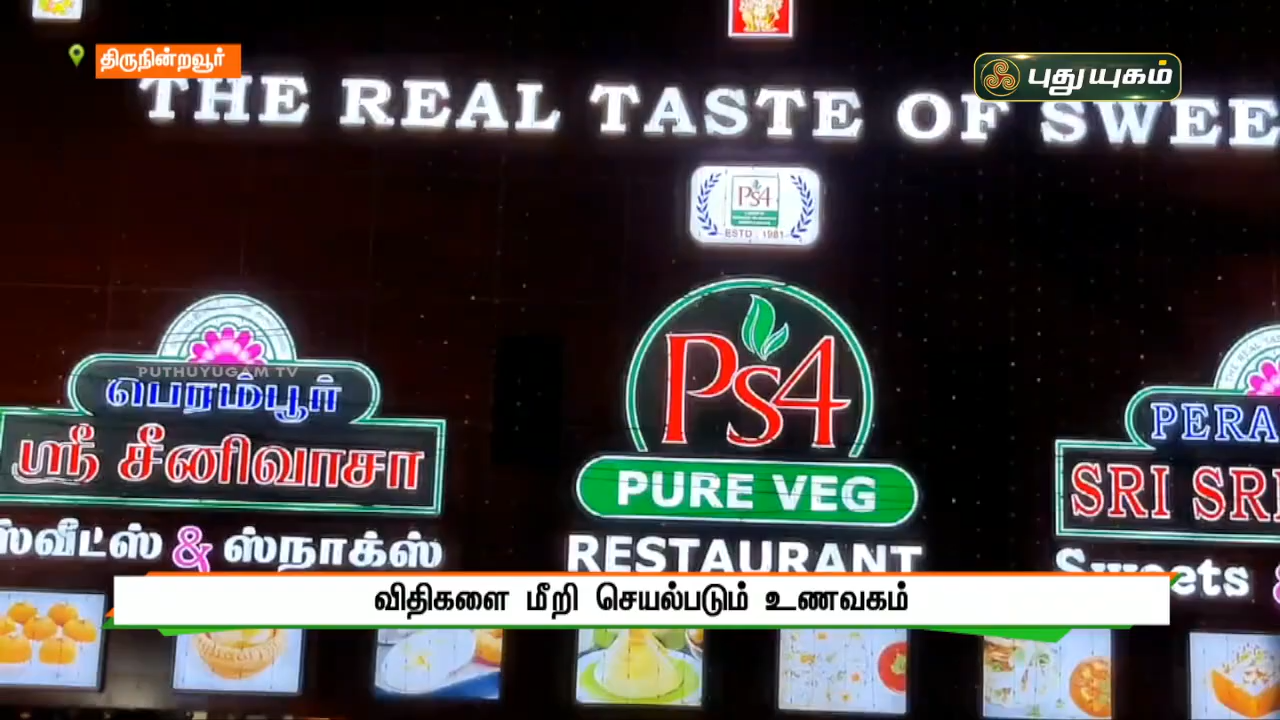 திருநின்றவூர்
புதுயுகம்
THE REAL TASTE OF SWEE
Ps4
ESTD. 1981
Ps4
PURE VEG
RESTAURANT
PUTHUYUGAM TV
பெரம்பூர்
ஸ்ரீ சீனிவாசா
ஸ்வீட்ஸ் & ஸ்நாக்ஸ்
PERA
SRI SRI
Sweets &
விதிகளை மீறி செயல்படும் உணவகம்